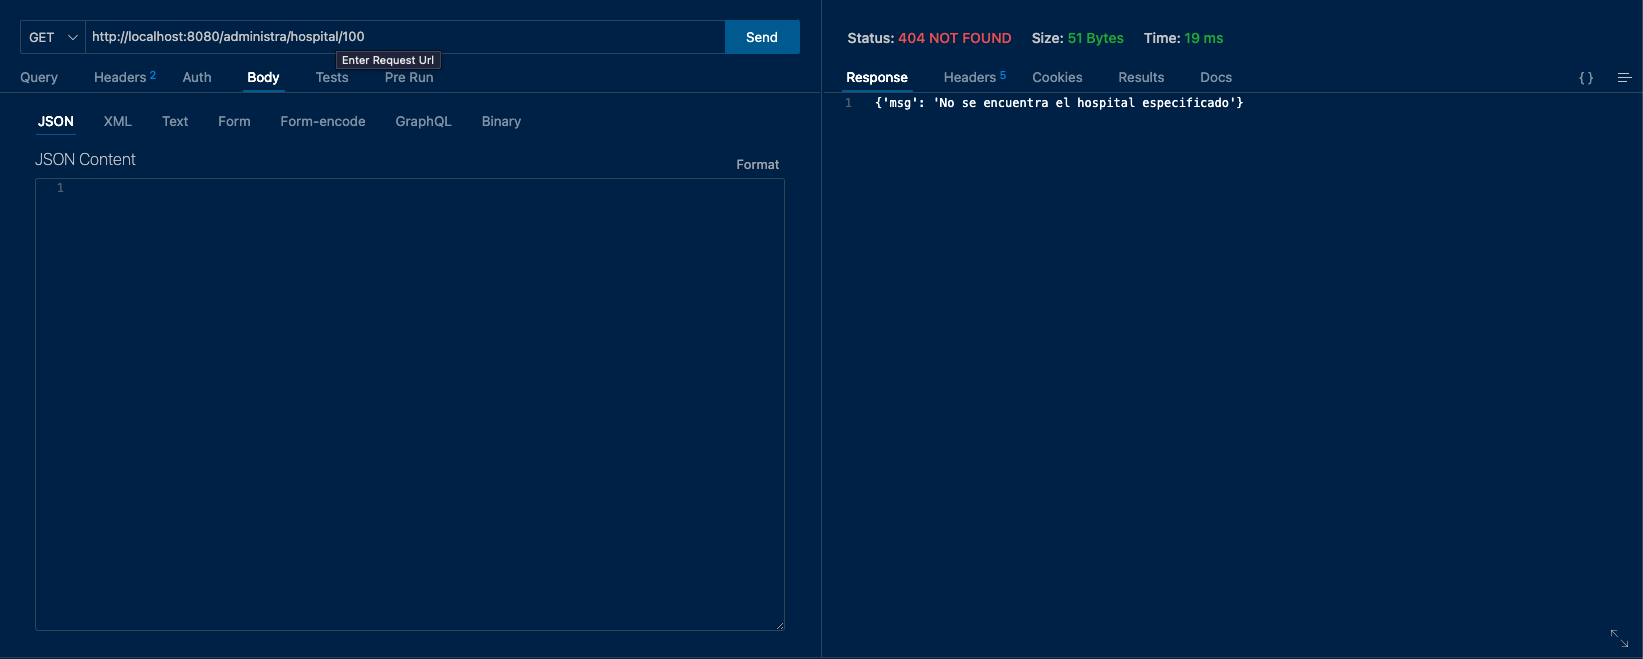 GET http://localhost:8080/administra/hospital/100 Send
Enter Request Url
Query Headers 2 Auth Body Tests Pre Run
JSON XML Text Form Form-encode GraphQL Binary
JSON Content
Format
1
Status: 404 NOT FOUND Size: 51 Bytes Time: 19 ms
Response Headers 5 Cookies Results Docs { }
1 {'msg': 'No se encuentra el hospital especificado'}